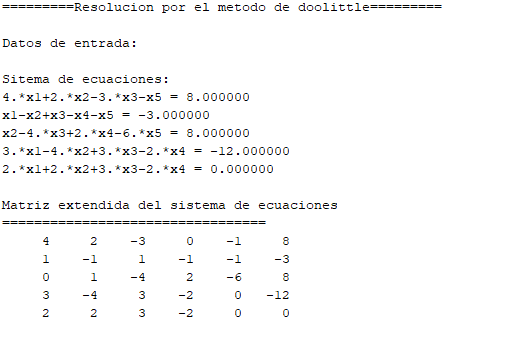 =========Resolucion por el metodo de doolittle=========
Datos de entrada:
Sitema de ecuaciones:
4.*x1+2.*x2-3.*x3-x5 = 8.000000
x1-x2+x3-x4-x5 = -3.000000
x2-4.*x3+2.*x4-6.*x5 = 8.000000
3.*x1-4.*x2+3.*x3-2.*x4 = -12.000000
2.*x1+2.*x2+3.*x3-2.*x4 = 0.000000
Matriz extendida del sistema de ecuaciones
=================================
4 2 -3 0 -1 8
1 -1 1 -1 -1 -3
0 1 -4 2 -6 8
3 -4 3 -2 0 -12
2 2 3 -2 0 0